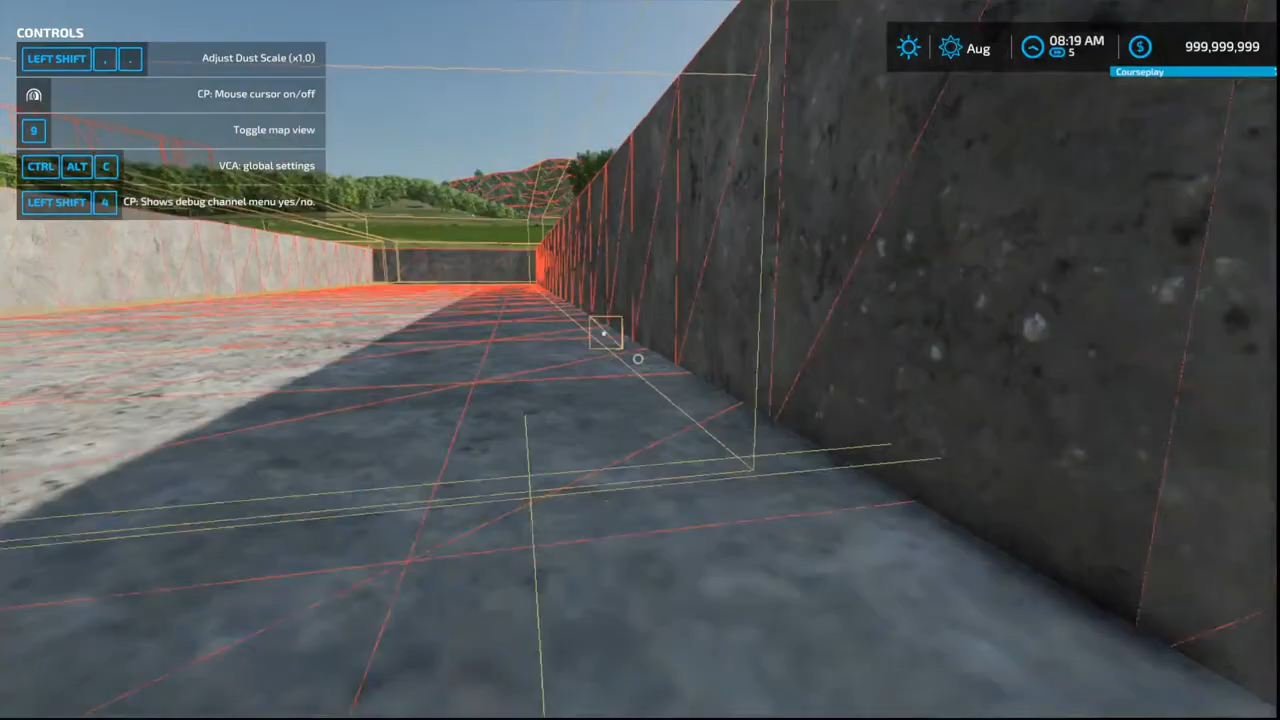 CONTROLS
LEFT SHIFT , . Adjust Dust Scale (x1.0)
CP: Mouse cursor on/off
9 Toggle map view
CTRL ALT C VCA: global settings
LEFT SHIFT 4 CP: Shows debug channel menu yes/no.
Aug
08:19 AM
5
999,999,999
Courseplay